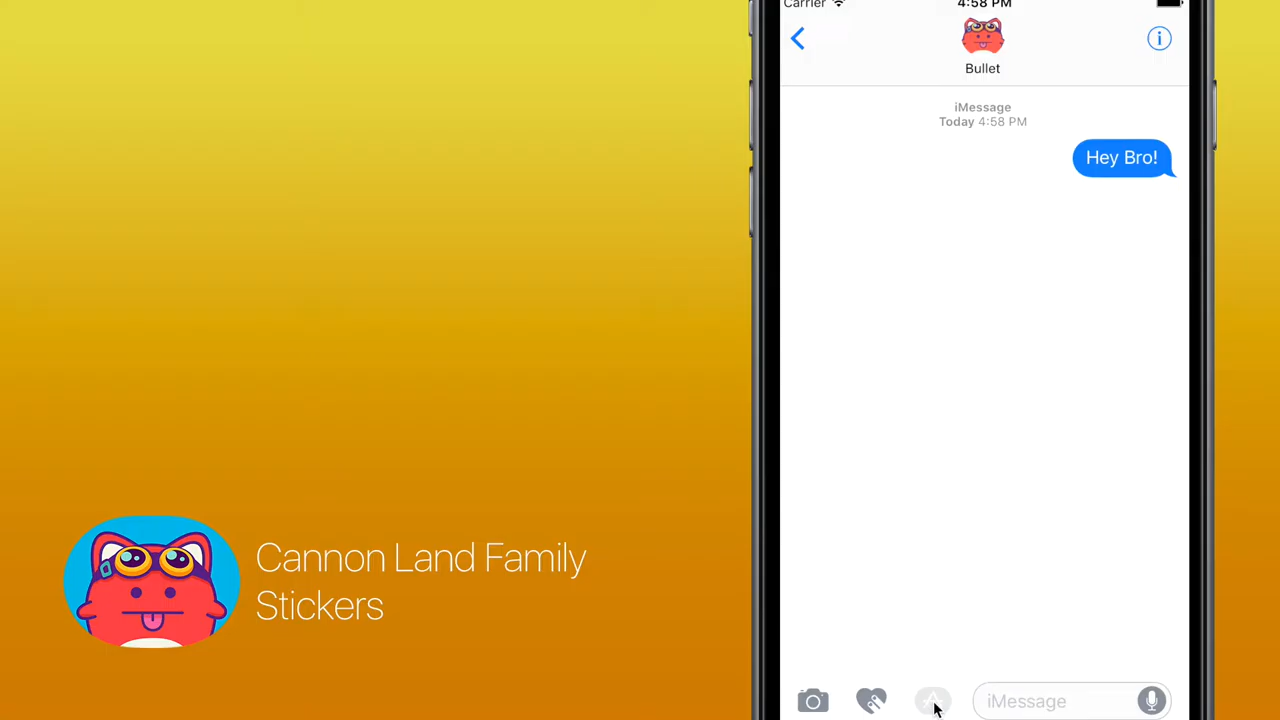 Carrier 4:58 PM
Bullet
iMessage
Today 4:58 PM
Hey Bro!
Cannon Land Family
Stickers
iMessage